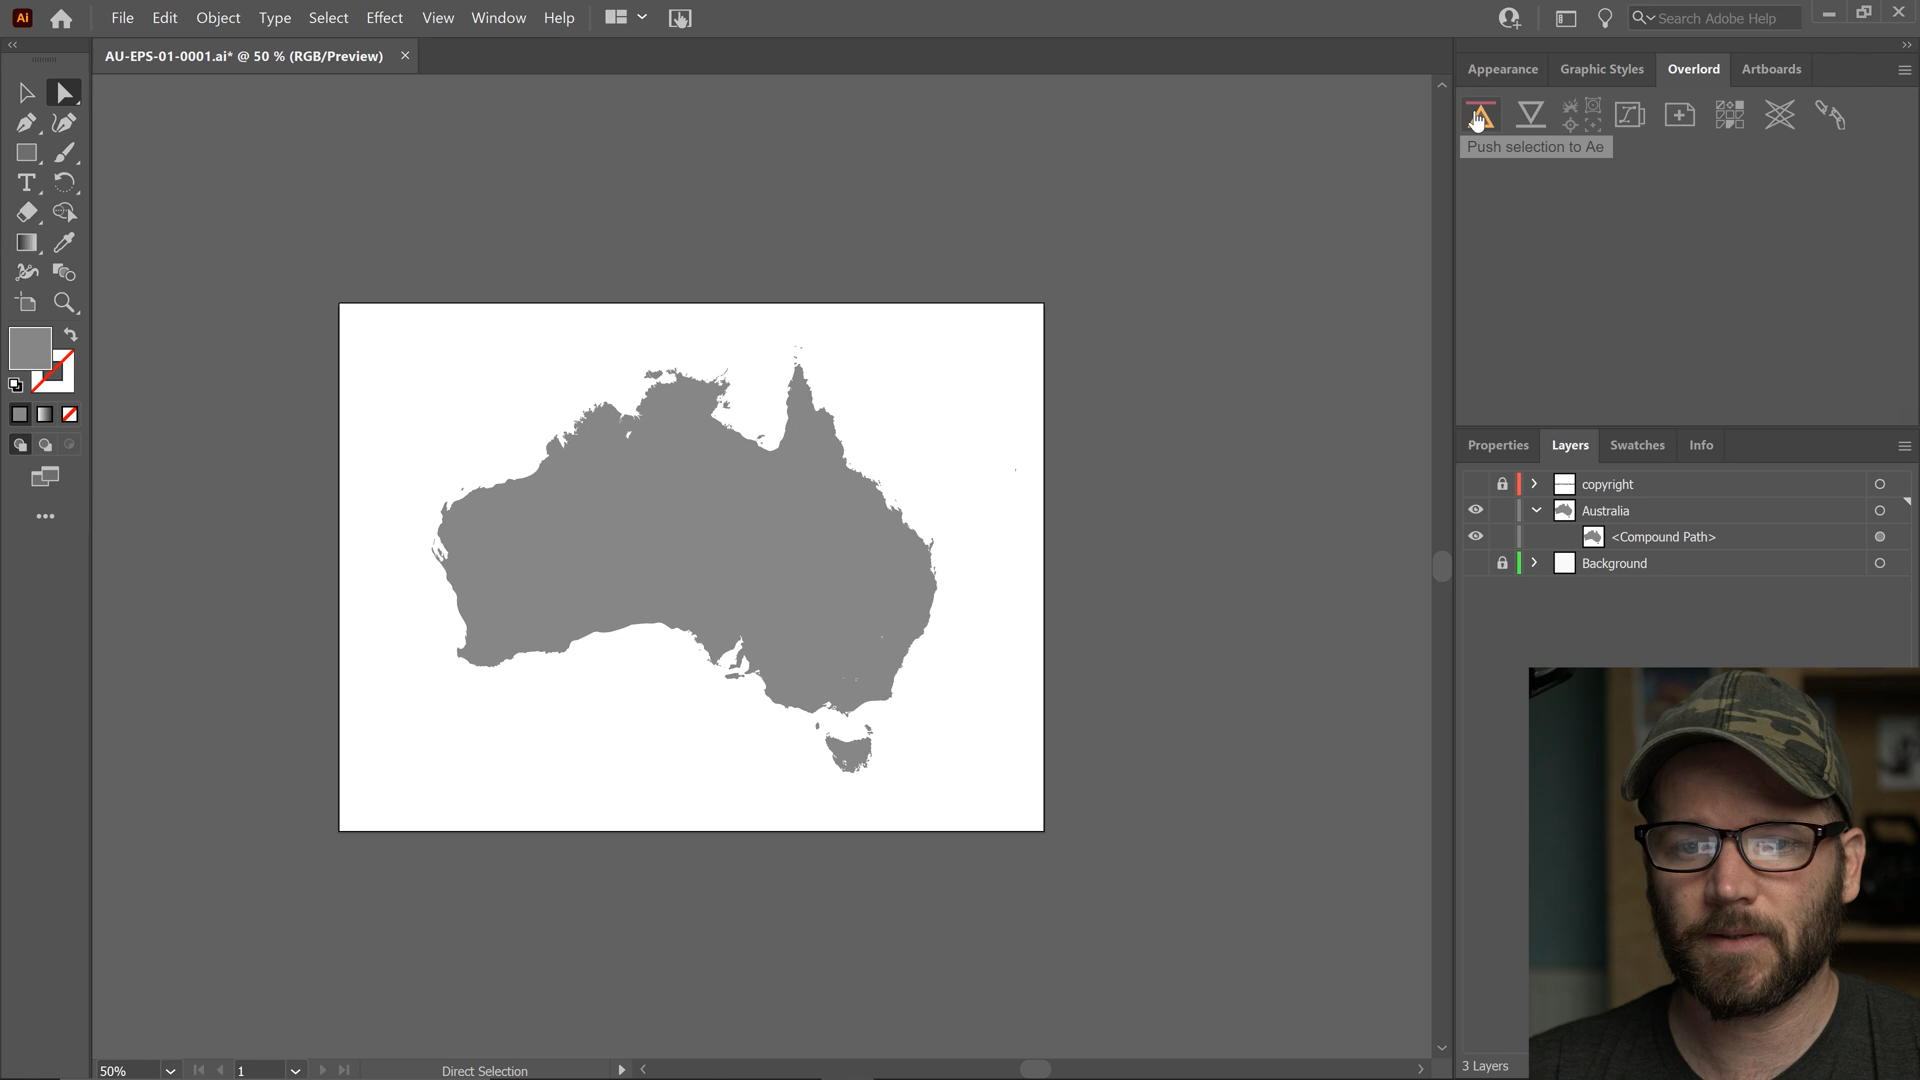 Ai File Edit Object Type Select Effect View Window Help Search Adobe Help
AU-EPS-01-0001.ai* @ 50 % (RGB/Preview)
Appearance Graphic Styles Overlord Artboards
Push selection to Ae
Properties Layers Swatches Info
copyright
Australia
<Compound Path>
Background
3 Layers
50% 1 Direct Selection